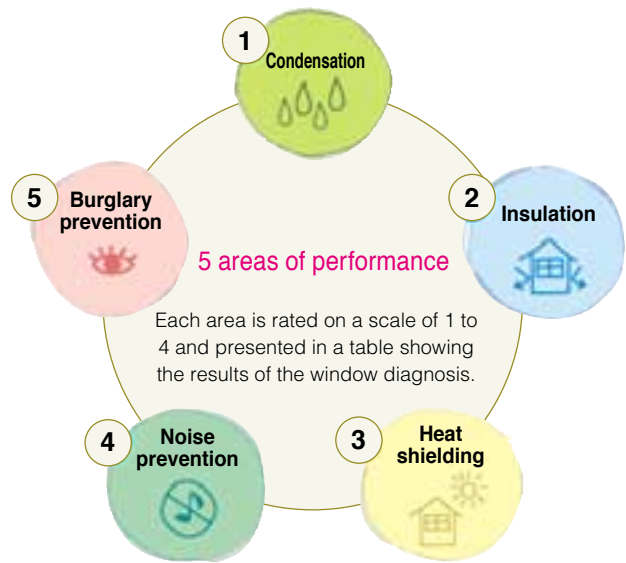 1
Condensation
2
Insulation
3
Heat
shielding
4
Noise
prevention
5
Burglary
prevention
5 areas of performance
Each area is rated on a scale of 1 to
4 and presented in a table showing
the results of the window diagnosis.